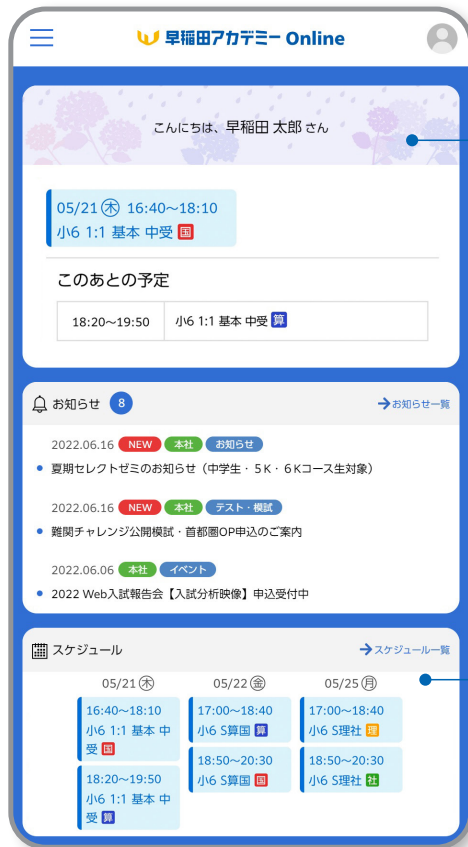 早稲田アカデミー Online
こんにちは、早稲田 太郎 さん
05/21 木 16:40〜18:10
小6 1:1 基本 中受 国
このあとの予定
18:20〜19:50 小6 1:1 基本 中受 算
お知らせ 8 →お知らせ一覧
2022.06.16 NEW 本社 お知らせ
• 夏期セレクトゼミのお知らせ（中学生・５K・６Kコース生対象）
2022.06.16 NEW 本社 テスト・模試
• 難関チャレンジ公開模試・首都圏OP申込のご案内
2022.06.06 本社 イベント
• 2022 Web入試報告会【入試分析映像】申込受付中
スケジュール →スケジュール一覧
05/21 木 05/22 金 05/25 月
16:40〜18:10
小6 1:1 基本 中
受 国
18:20〜19:50
小6 1:1 基本 中
受 算
17:00〜18:40
小6 S算国 算
18:50〜20:30
小6 S算国 国
17:00〜18:40
小6 S理社 理
18:50〜20:30
小6 S理社 社